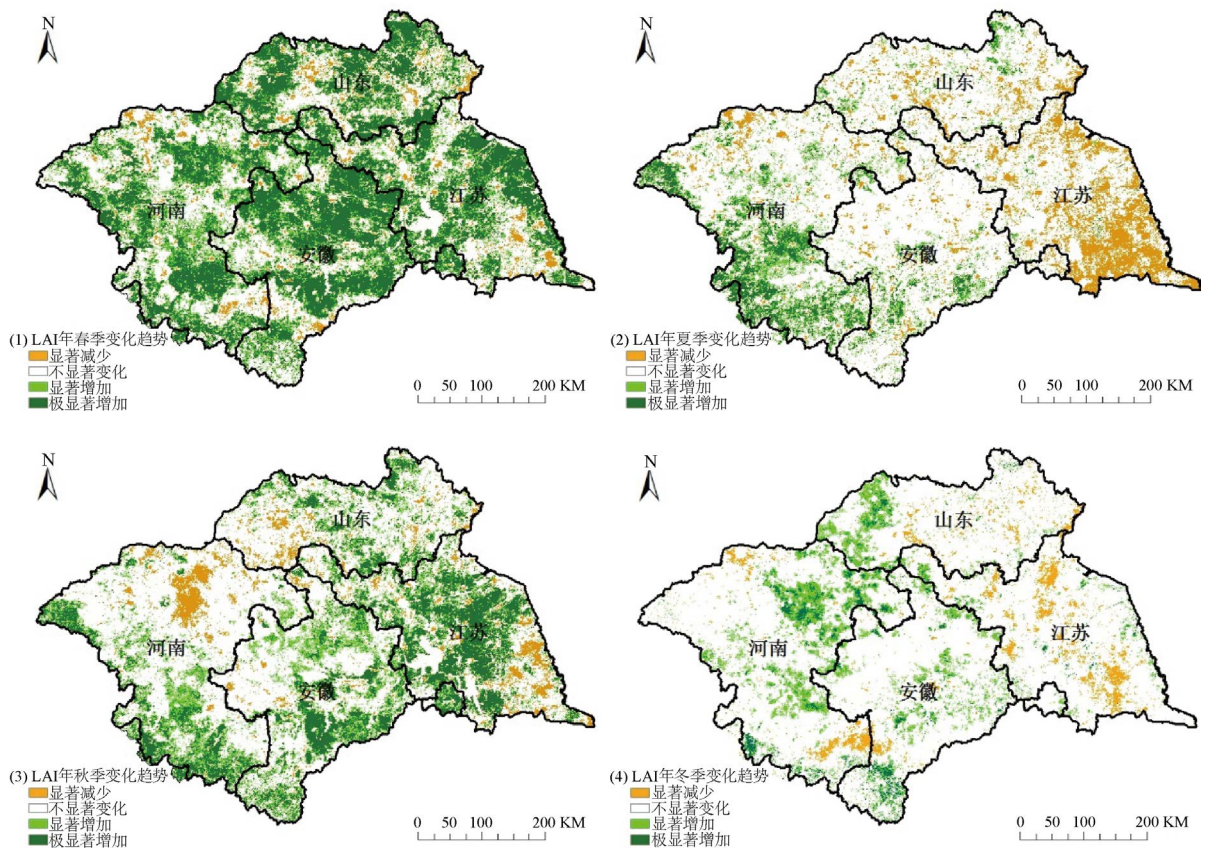 N
山东
河南
江苏
安徽
(1) LAI年春季变化趋势
显著减少
不显著变化
显著增加
极显著增加
0 50 100 200 KM
N
山东
河南
江苏
安徽
(2) LAI年夏季变化趋势
显著减少
不显著变化
显著增加
极显著增加
0 50 100 200 KM
N
山东
河南
江苏
安徽
(3) LAI年秋季变化趋势
显著减少
不显著变化
显著增加
极显著增加
0 50 100 200 KM
N
山东
河南
江苏
安徽
(4) LAI年冬季变化趋势
显著减少
不显著变化
显著增加
极显著增加
0 50 100 200 KM